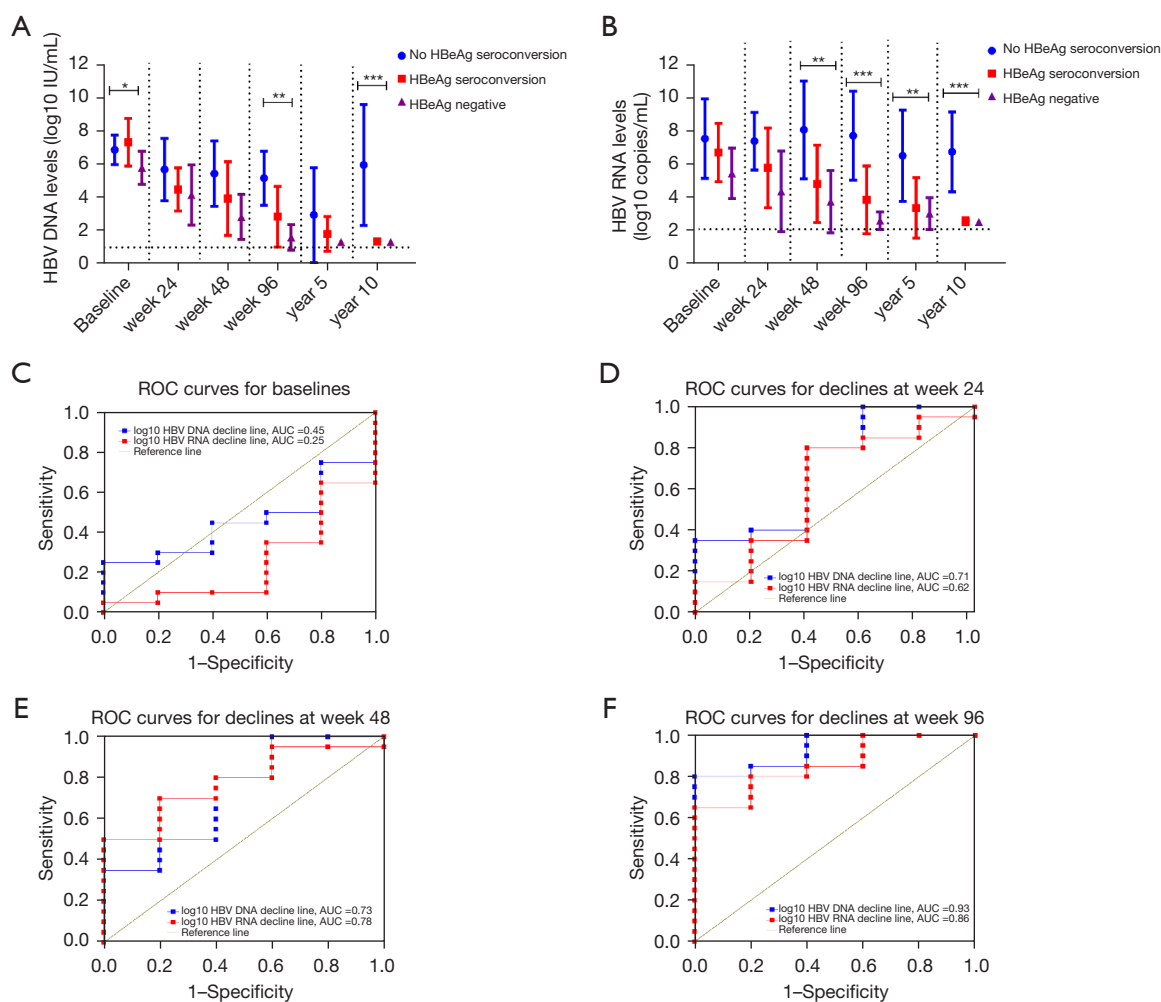 A
HBV DNA levels (log10 IU/mL)
12
10
8
6
4
2
0
*
**
***
Baseline
week 24
week 48
week 96
year 5
year 10
No HBeAg seroconversion
HBeAg seroconversion
HBeAg negative
B
HBV RNA levels
(log10 copies/mL)
12
10
8
6
4
2
0
**
***
**
***
Baseline
week 24
week 48
week 96
year 5
year 10
No HBeAg seroconversion
HBeAg seroconversion
HBeAg negative
C
ROC curves for baselines
Sensitivity
1.0
0.8
0.6
0.4
0.2
0.0
log10 HBV DNA decline line, AUC =0.45
log10 HBV RNA decline line, AUC =0.25
Reference line
0.0 0.2 0.4 0.6 0.8 1.0
1–Specificity
D
ROC curves for declines at week 24
Sensitivity
1.0
0.8
0.6
0.4
0.2
0.0
log10 HBV DNA decline line, AUC=0.71
log10 HBV RNA decline line, AUC=0.62
Reference line
0.0 0.2 0.4 0.6 0.8 1.0
1–Specificity
E
ROC curves for declines at week 48
Sensitivity
1.0
0.8
0.6
0.4
0.2
0.0
log10 HBV DNA decline line, AUC =0.73
log10 HBV RNA decline line, AUC =0.78
Reference line
0.0 0.2 0.4 0.6 0.8 1.0
1–Specificity
F
ROC curves for declines at week 96
Sensitivity
1.0
0.8
0.6
0.4
0.2
0.0
log10 HBV DNA decline line, AUC =0.93
log10 HBV RNA decline line, AUC =0.86
Reference line
0.0 0.2 0.4 0.6 0.8 1.0
1–Specificity